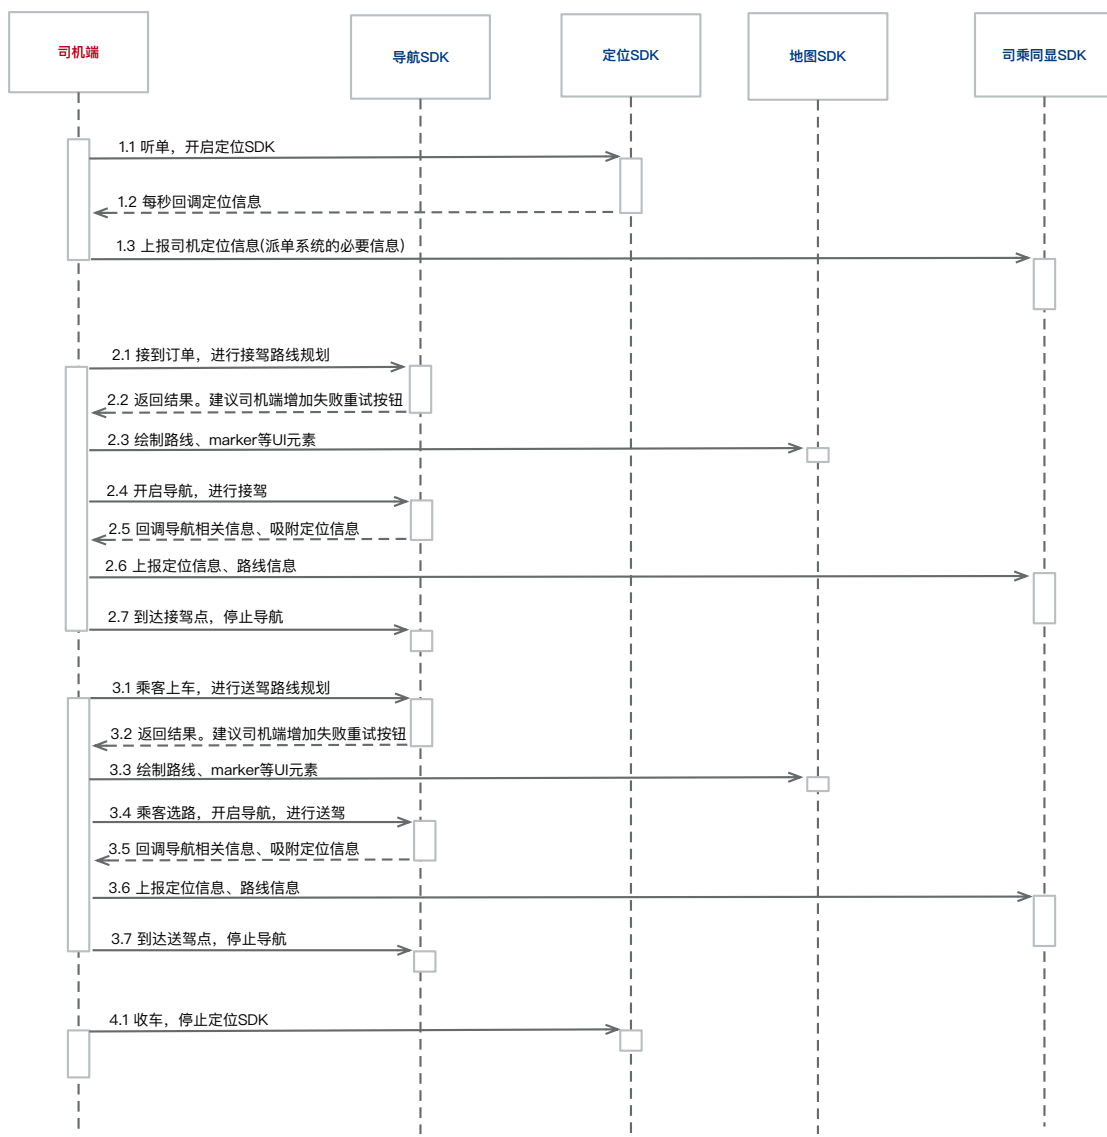 司机端
导航SDK
定位SDK
地图SDK
司乘同显SDK
1.1 听单，开启定位SDK
1.2 每秒回调定位信息
1.3 上报司机定位信息(派单系统的必要信息)
2.1 接到订单，进行接驾路线规划
2.2 返回结果。建议司机端增加失败重试按钮
2.3 绘制路线、marker等UI元素
2.4 开启导航，进行接驾
2.5 回调导航相关信息、吸附定位信息
2.6 上报定位信息、路线信息
2.7 到达接驾点，停止导航
3.1 乘客上车，进行送驾路线规划
3.2 返回结果。建议司机端增加失败重试按钮
3.3 绘制路线、marker等UI元素
3.4 乘客选路，开启导航，进行送驾
3.5 回调导航相关信息、吸附定位信息
3.6 上报定位信息、路线信息
3.7 到达送驾点，停止导航
4.1 收车，停止定位SDK